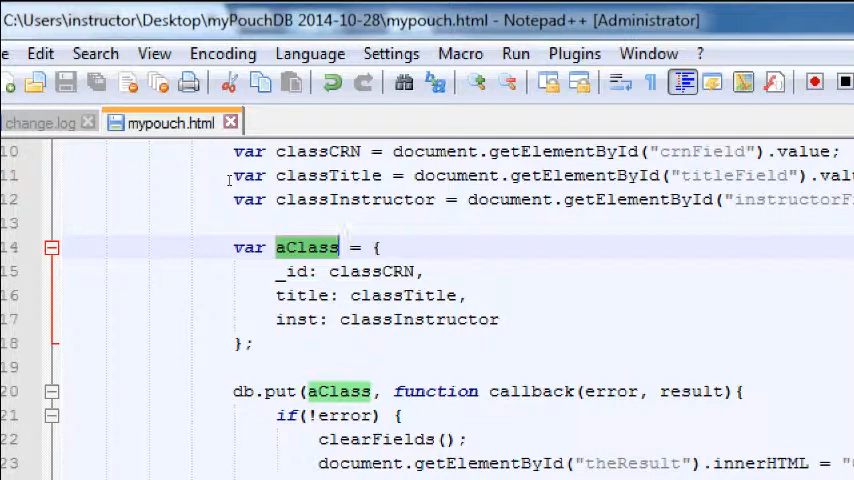 C:\Users\instructor\Desktop\myPouchDB 2014-10-28\mypouch.html - Notepad++ [Administrator]
Edit Search View Encoding Language Settings Macro Run Plugins Window ?
change.log mypouch.html
10 var classCRN = document.getElementById("crnField").value;
11 var classTitle = document.getElementById("titleField").valu
12 var classInstructor = document.getElementById("instructorF
13
14 var aClass = {
15 _id: classCRN,
16 title: classTitle,
17 inst: classInstructor
18 };
19
20 db.put(aClass, function callback(error, result){
21 if(!error) {
22 clearFields();
23 document.getElementById("theResult").innerHTML = "